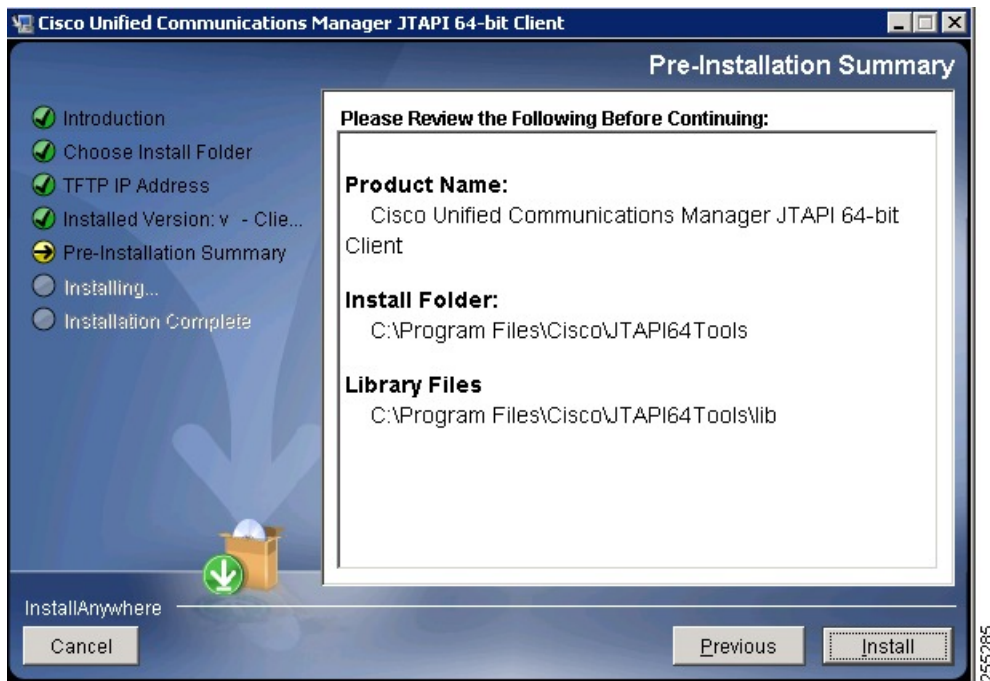 Cisco Unified Communications Manager JTAPI 64-bit Client
Pre-Installation Summary
Introduction
Choose Install Folder
TFTP IP Address
Installed Version: v - Clie...
Pre-Installation Summary
Installing...
Installation Complete
Please Review the Following Before Continuing:
Product Name:
Cisco Unified Communications Manager JTAPI 64-bit
Client
Install Folder:
C:\Program Files\Cisco\JTAPI64Tools
Library Files
C:\Program Files\Cisco\JTAPI64Tools\lib
InstallAnywhere
Cancel
Previous
Install
255285